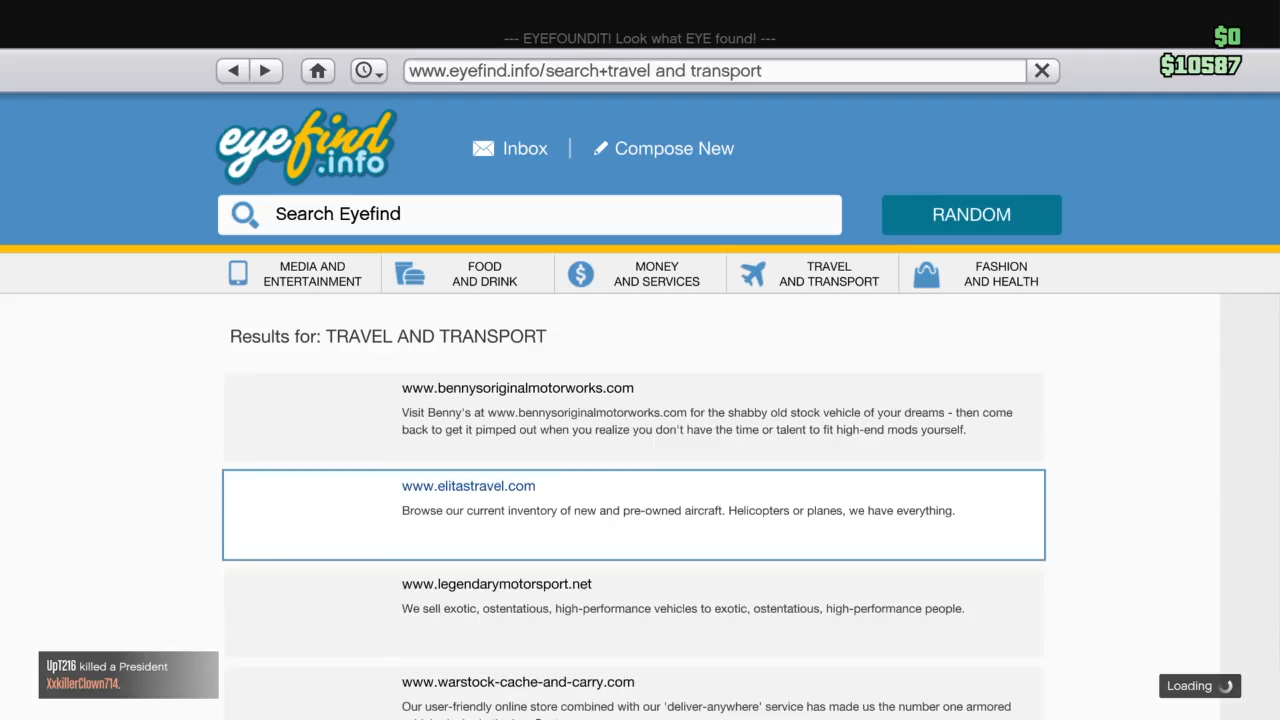 --- EYEFOUNDIT! Look what EYE found! ---
$0
$10587
www.eyefind.info/search+travel and transport
eyefind
.info
Inbox
Compose New
Search Eyefind
RANDOM
MEDIA AND
ENTERTAINMENT
FOOD
AND DRINK
MONEY
AND SERVICES
TRAVEL
AND TRANSPORT
FASHION
AND HEALTH
Results for: TRAVEL AND TRANSPORT
www.bennysoriginalmotorworks.com
Visit Benny's at www.bennysoriginalmotorworks.com for the shabby old stock vehicle of your dreams - then come
back to get it pimped out when you realize you don't have the time or talent to fit high-end mods yourself.
www.elitastravel.com
Browse our current inventory of new and pre-owned aircraft. Helicopters or planes, we have everything.
www.legendarymotorsport.net
We sell exotic, ostentatious, high-performance vehicles to exotic, ostentatious, high-performance people.
UpT216 killed a President
XxkillerClown714.
Loading
www.warstock-cache-and-carry.com
Our user-friendly online store combined with our 'deliver-anywhere' service has made us the number one armored